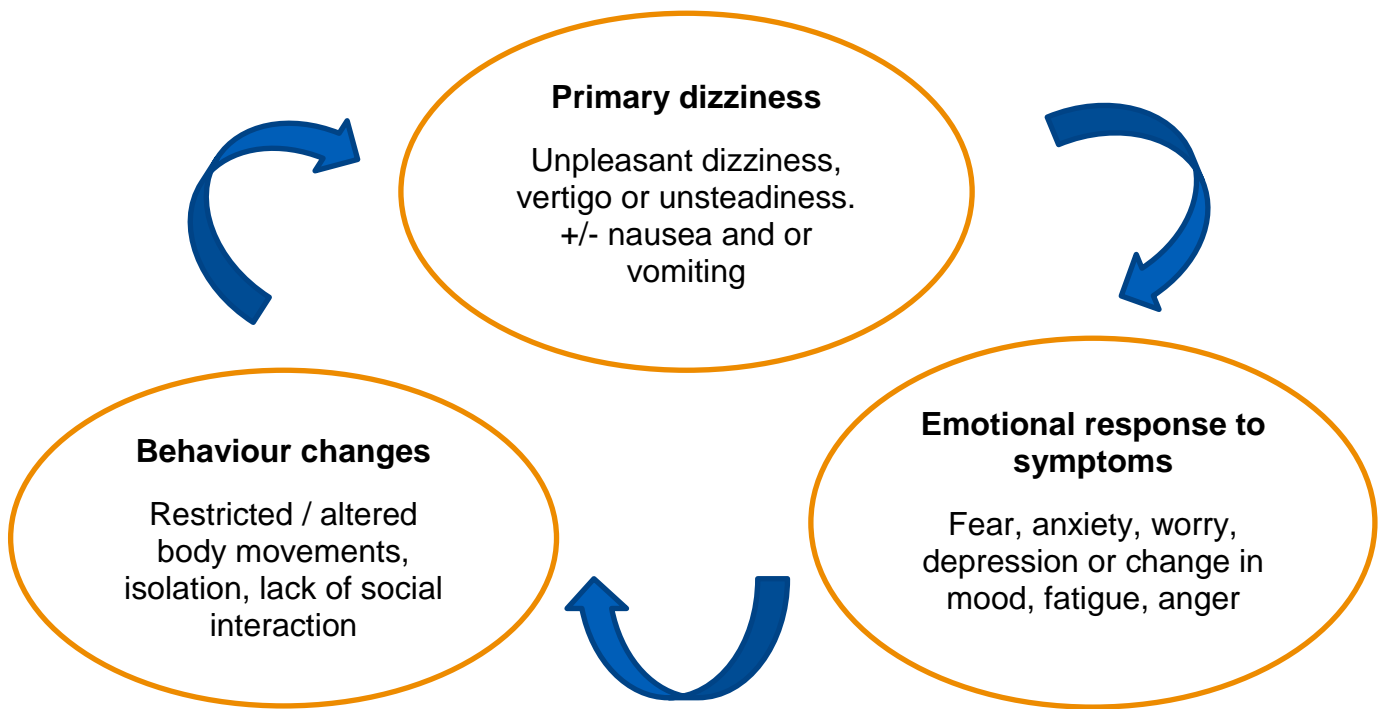 Primary dizziness
Unpleasant dizziness,
vertigo or unsteadiness.
+/- nausea and or
vomiting
Emotional response to
symptoms
Fear, anxiety, worry,
depression or change in
mood, fatigue, anger
Behaviour changes
Restricted / altered
body movements,
isolation, lack of social
interaction